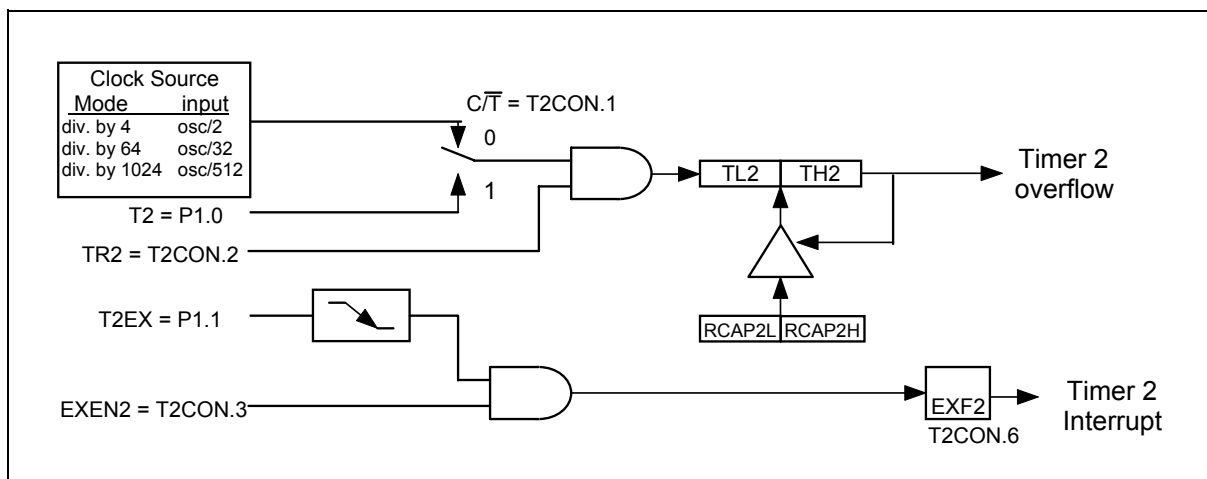 Clock Source
Mode input
div. by 4 osc/2
div. by 64 osc/32
div. by 1024 osc/512
C/T̅ = T2CON.1
0
1
T2 = P1.0
TR2 = T2CON.2
TL2 TH2
Timer 2
overflow
T2EX = P1.1
RCAP2L RCAP2H
EXEN2 = T2CON.3
EXF2
T2CON.6
Timer 2
Interrupt